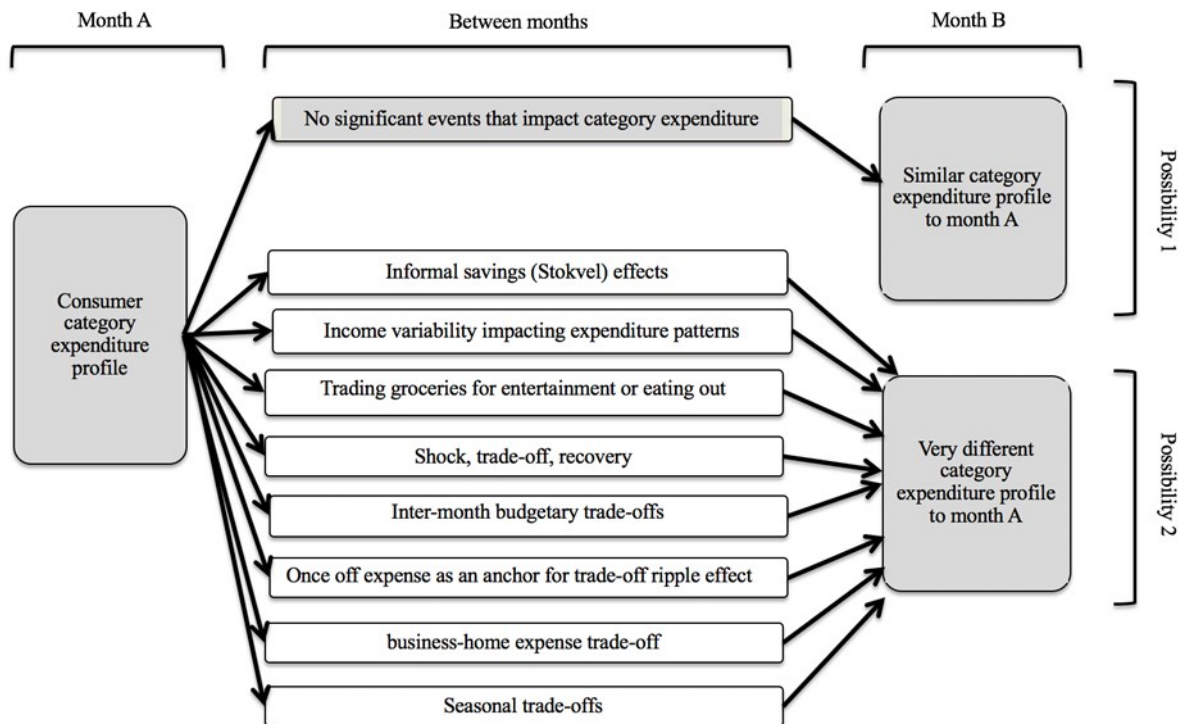 Month A
Between months
Month B
No significant events that impact category expenditure
Similar category
expenditure profile
to month A
Possibility 1
Consumer
category
expenditure
profile
Informal savings (Stokvel) effects
Income variability impacting expenditure patterns
Trading groceries for entertainment or eating out
Shock, trade-off, recovery
Inter-month budgetary trade-offs
Once off expense as an anchor for trade-off ripple effect
business-home expense trade-off
Seasonal trade-offs
Very different
category
expenditure profile
to month A
Possibility 2